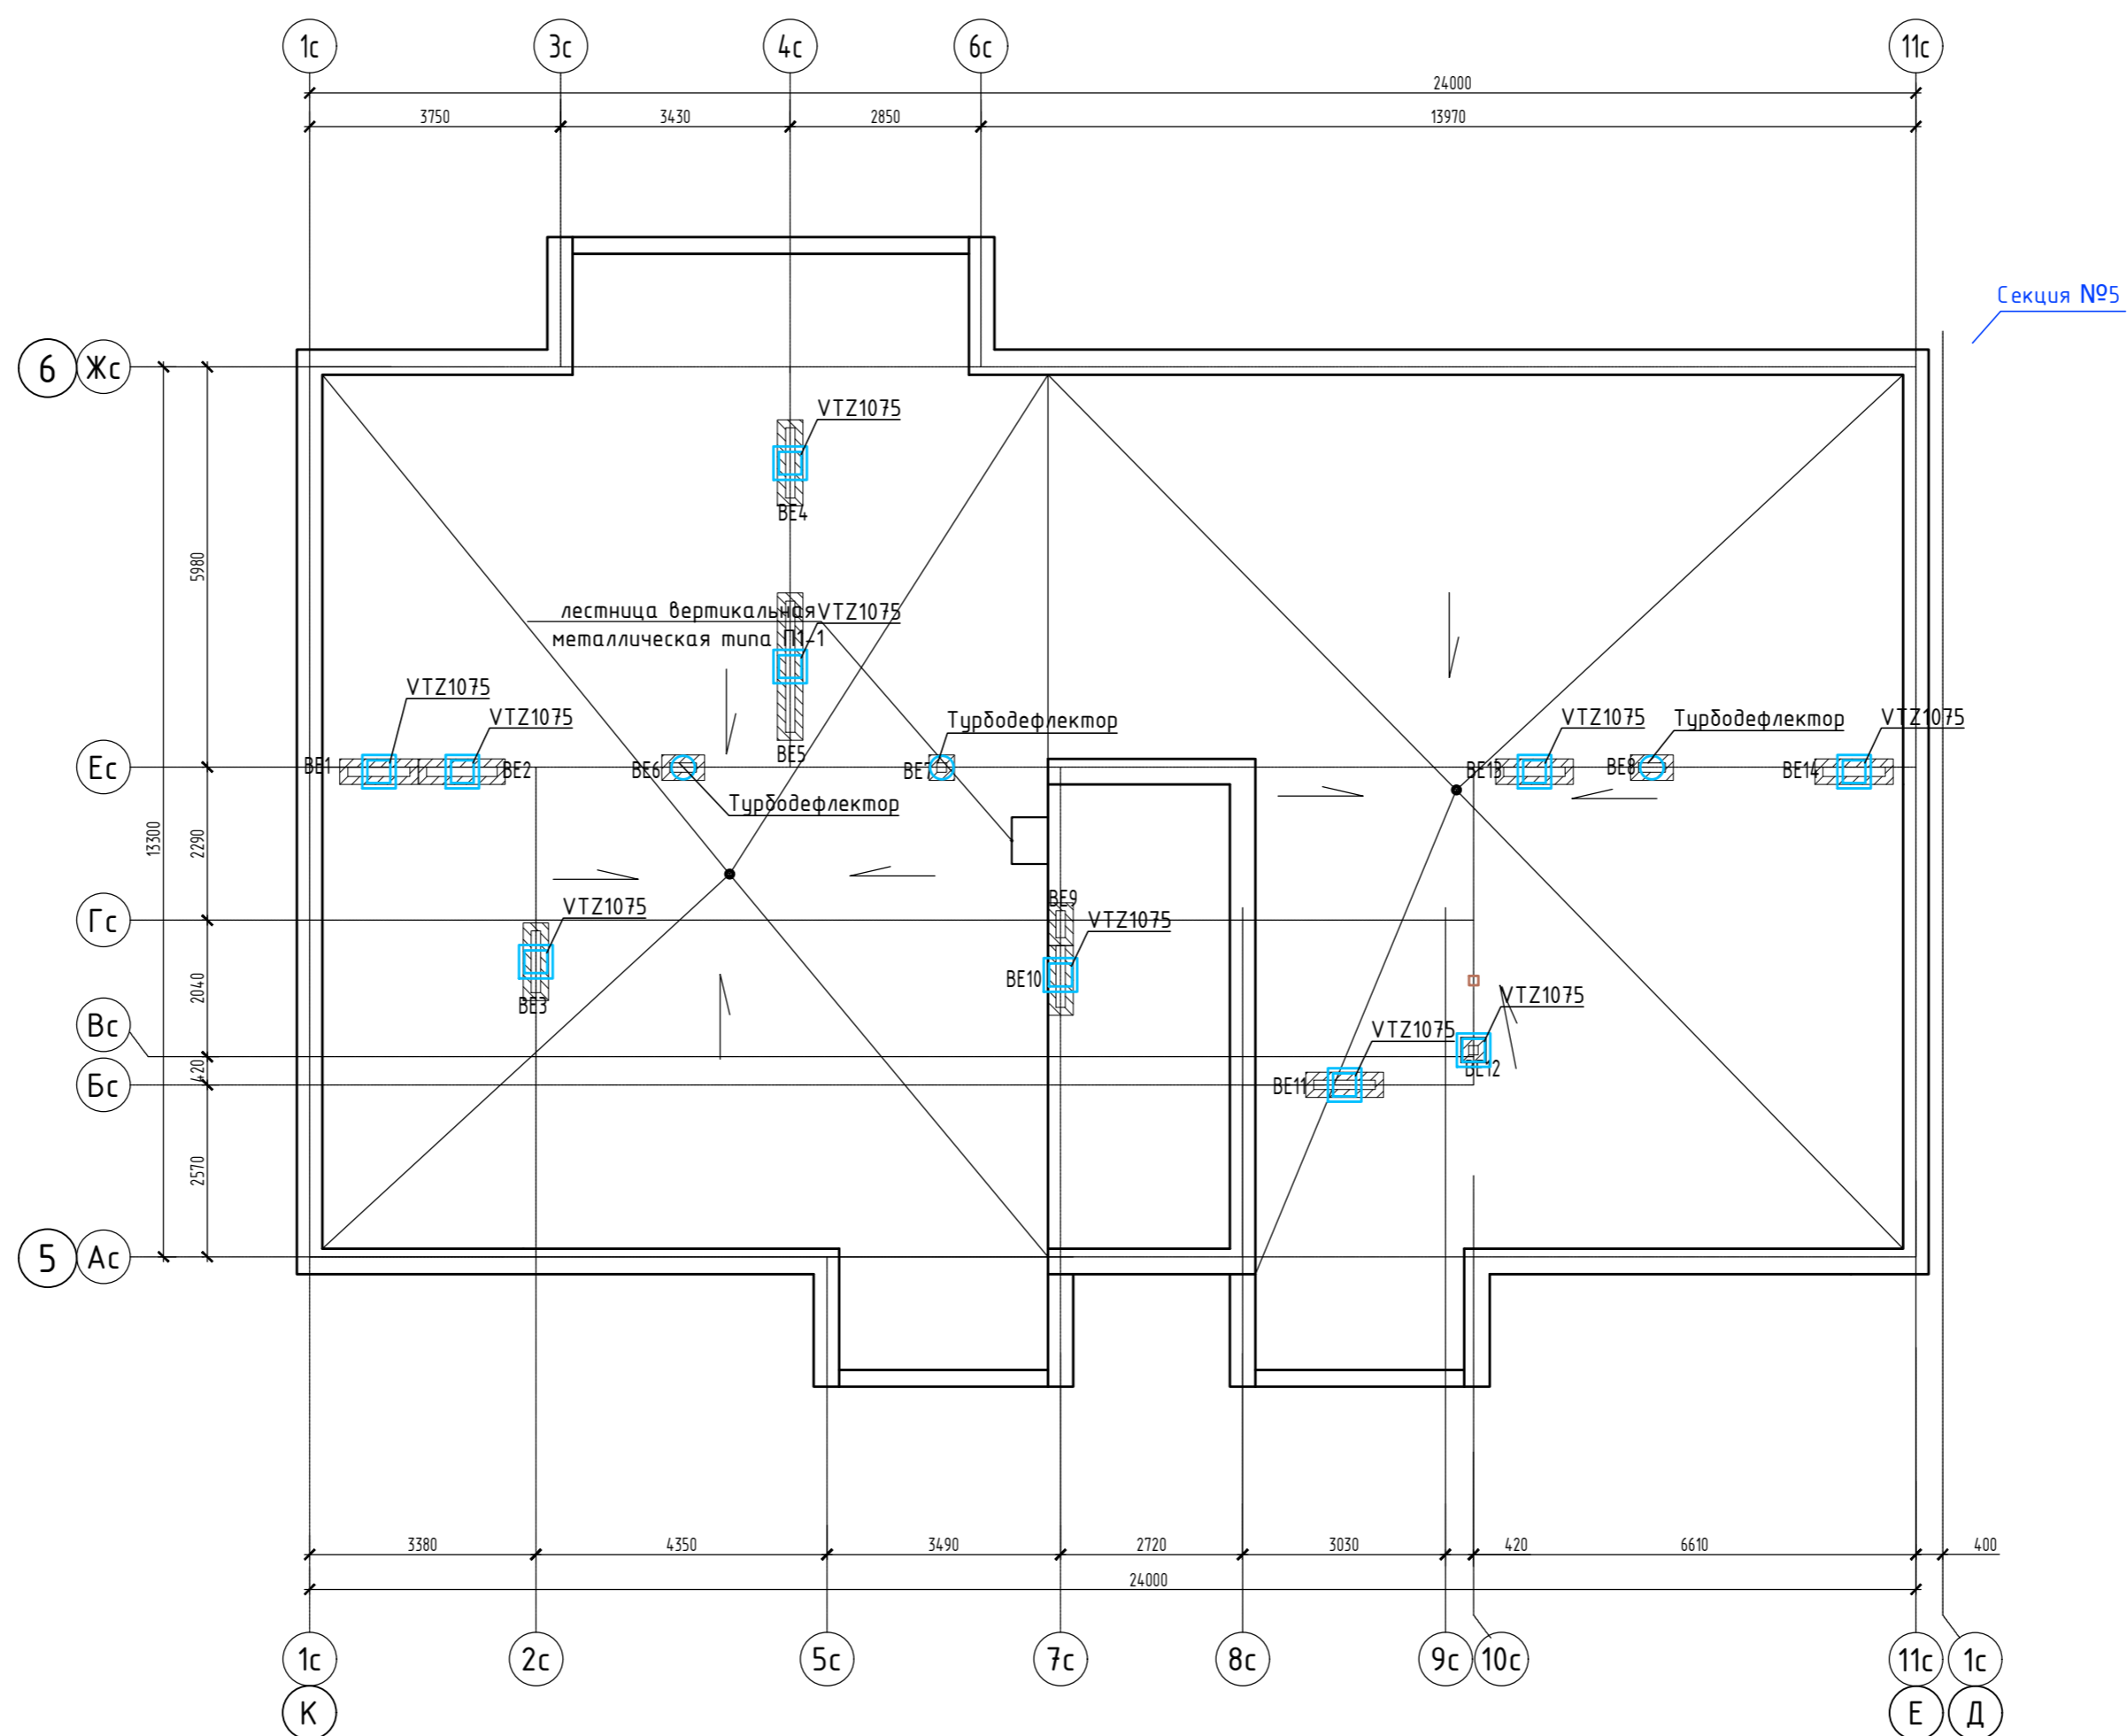 1с
3с
4с
6с
11с
24000
3750
3430
2850
13970
Секция №5
6
Жс
VTZ1075
ВЕ4
5980
лестница вертикальная
металлическая типа П1-1
VTZ1075
VTZ1075
VTZ1075
Турбодефлектор
VTZ1075
Турбодефлектор
VTZ1075
Ес
ВЕ1
ВЕ2
ВЕ6
ВЕ5
ВЕ7
ВЕ13
ВЕ8
ВЕ14
Турбодефлектор
13300
2290
Гс
VTZ1075
ВЕ9
VTZ1075
ВЕ3
ВЕ10
2040
VTZ1075
Вс
VTZ1075
ВЕ12
420
Бс
ВЕ11
2570
5
Ас
3380
4350
3490
2720
3030
420
6610
400
24000
1с
2с
5с
7с
8с
9с
10с
11с
1с
К
Е
Д